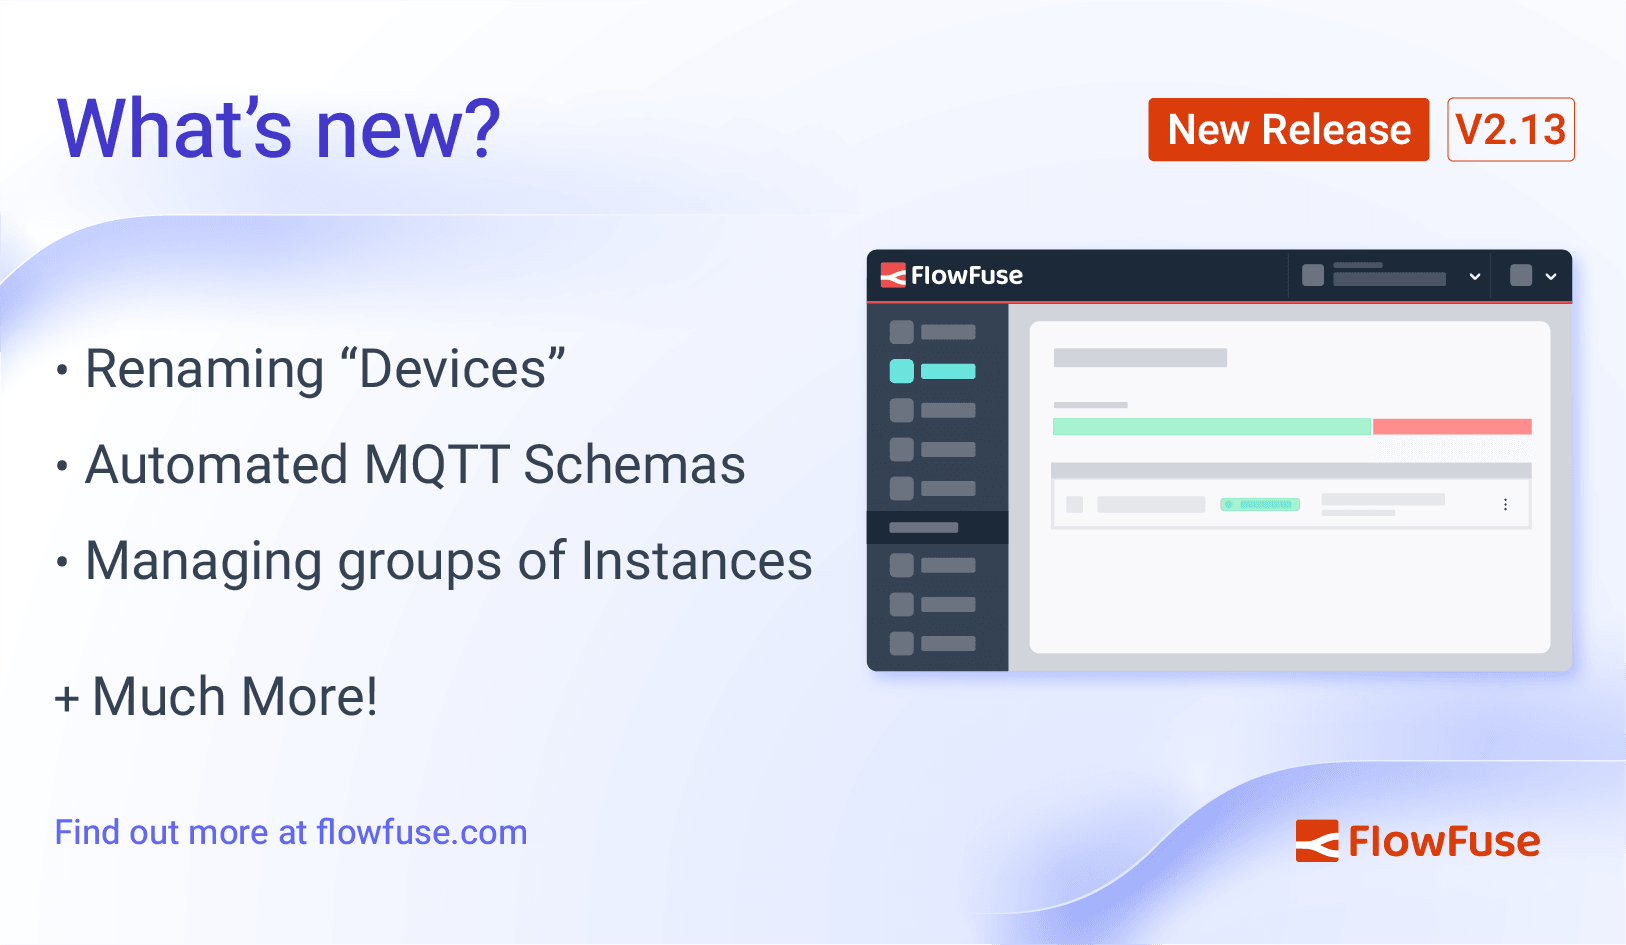 What’s new?
New Release
V2.13
FlowFuse
· Renaming “Devices”
· Automated MQTT Schemas
· Managing groups of Instances
+ Much More!
Find out more at flowfuse.com
FlowFuse